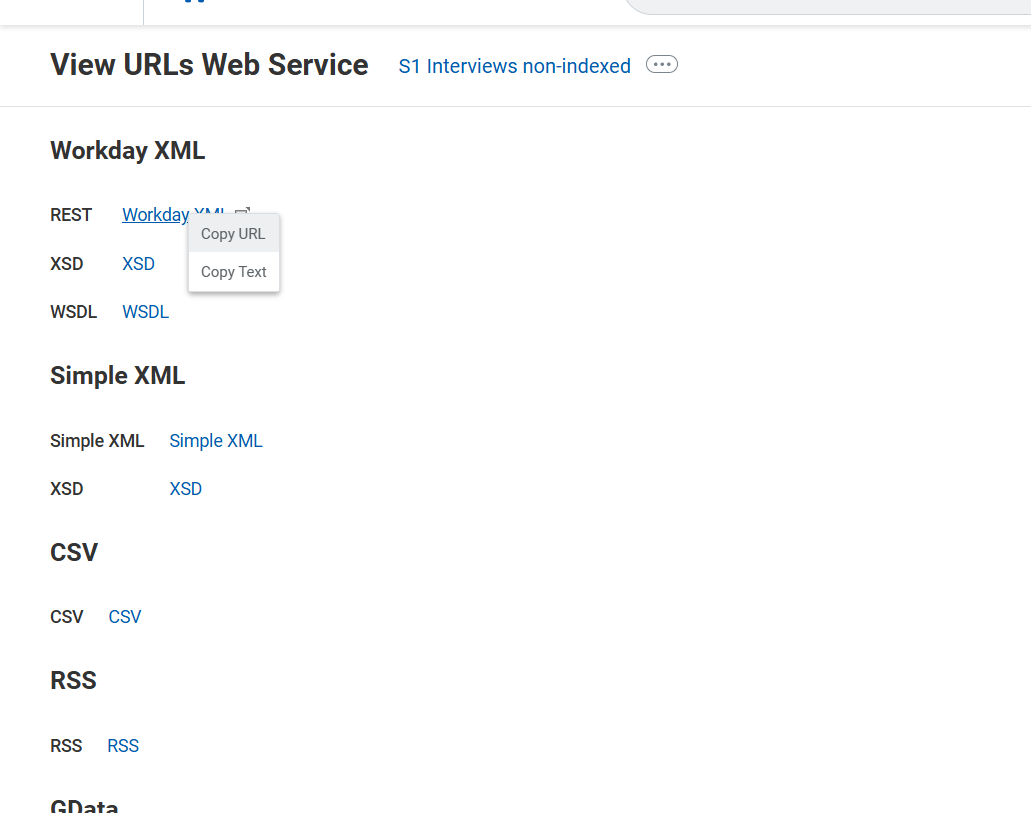 View URLs Web Service S1 Interviews non-indexed
Workday XML
REST Workday XML
Copy URL
XSD XSD
Copy Text
WSDL WSDL
Simple XML
Simple XML Simple XML
XSD XSD
CSV
CSV CSV
RSS
RSS RSS
GData